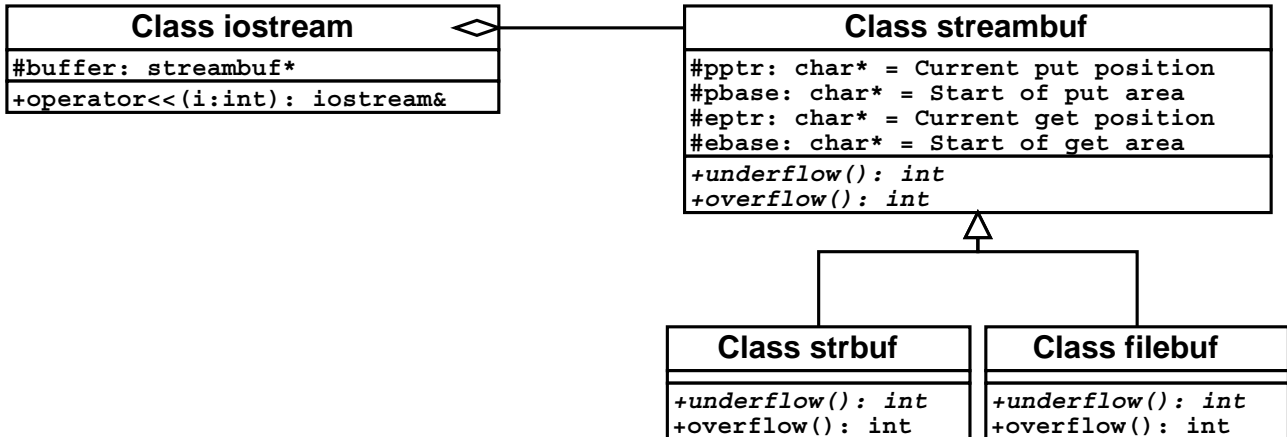 Class iostream
#buffer: streambuf*
+operator<<(i:int): iostream&
Class streambuf
#pptr: char* = Current put position
#pbase: char* = Start of put area
#eptr: char* = Current get position
#ebase: char* = Start of get area
+underflow(): int
+overflow(): int
Class strbuf
+underflow(): int
+overflow(): int
Class filebuf
+underflow(): int
+overflow(): int